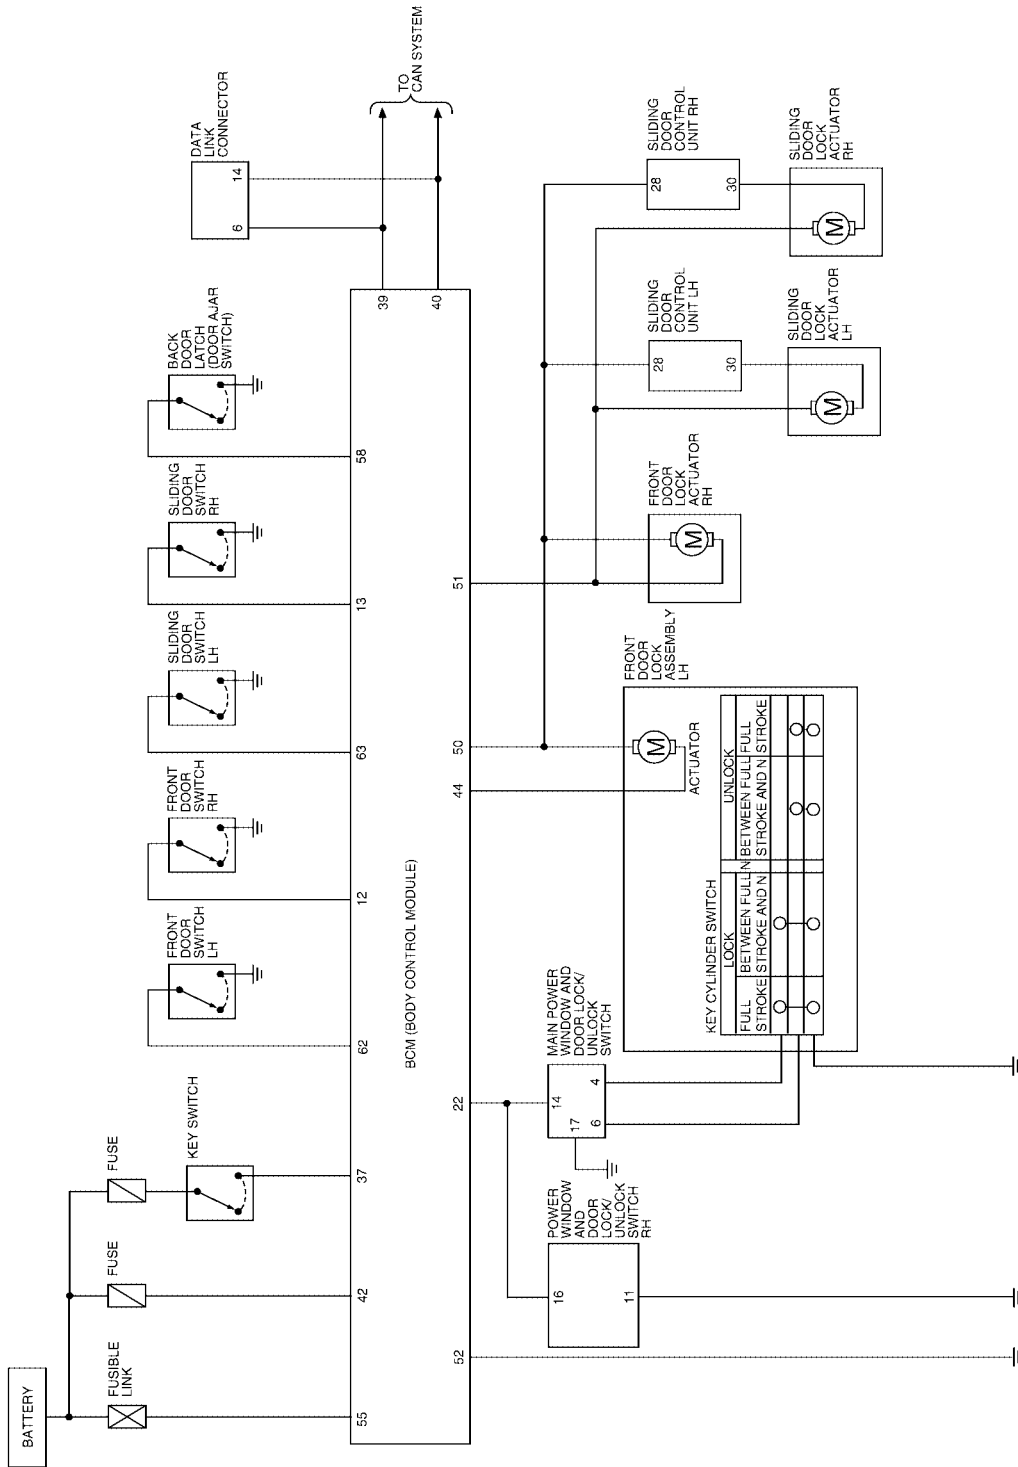 BATTERY
FUSIBLE
LINK
FUSE
FUSE
KEY SWITCH
FRONT
DOOR
SWITCH
LH
FRONT
DOOR
SWITCH
RH
SLIDING
DOOR
SWITCH
LH
SLIDING
DOOR
SWITCH
RH
BACK
DOOR
LATCH
(DOOR AJAR
SWITCH)
DATA
LINK
CONNECTOR
6
14
TO
CAN SYSTEM
55
42
37
62
12
63
13
58
39
40
BCM (BODY CONTROL MODULE)
52
22
44
50
51
POWER
WINDOW
AND
DOOR
LOCK/
UNLOCK
SWITCH
RH
16
11
MAIN POWER
WINDOW AND
DOOR LOCK/
UNLOCK
SWITCH
14
17
6
4
FRONT
DOOR
LOCK
ASSEMBLY
LH
M
ACTUATOR
KEY CYLINDER SWITCH
LOCK
UNLOCK
FULL
STROKE
BETWEEN FULL
STROKE AND N
N
BETWEEN FULL
STROKE AND N
FULL
STROKE
FRONT
DOOR
LOCK
ACTUATOR
RH
M
SLIDING
DOOR
CONTROL
UNIT LH
28
30
SLIDING
DOOR
LOCK
ACTUATOR
LH
M
SLIDING
DOOR
CONTROL
UNIT RH
28
30
SLIDING
DOOR
LOCK
ACTUATOR
RH
M